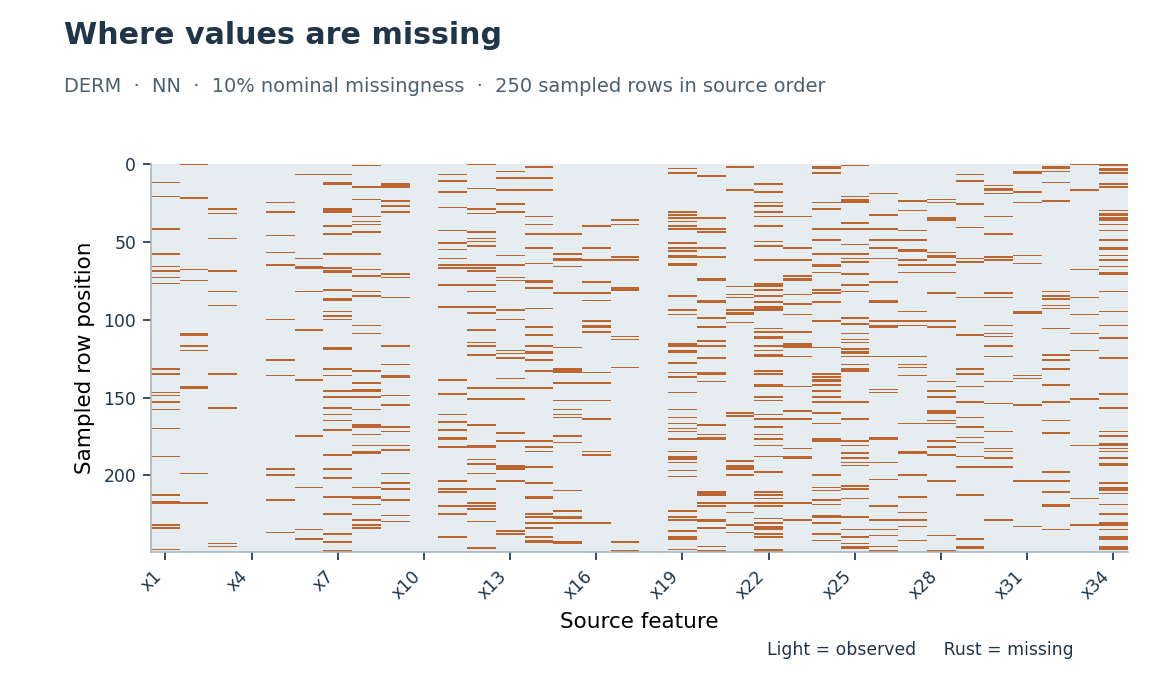 Where values are missing
DERM · NN · 10% nominal missingness · 250 sampled rows in source order
0
50
100
150
200
Sampled row position
x1 x4 x7 x10 x13 x16 x19 x22 x25 x28 x31 x34
Source feature
Light = observed Rust = missing